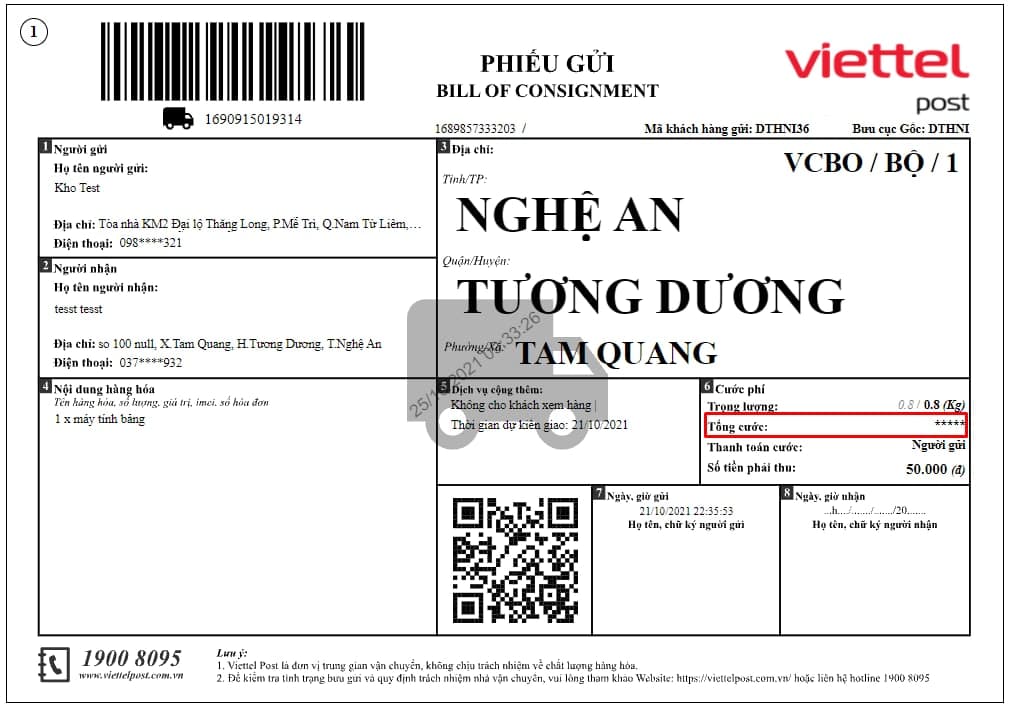 1
1690915019314
PHIẾU GỬI
BILL OF CONSIGNMENT
viettel
post
1689857333203 /
Mã khách hàng gửi: DTHNI36
Bưu cục Gốc: DTHNI
1 Người gửi
Họ tên người gửi:
Kho Test
Địa chỉ: Tòa nhà KM2 Đại lộ Thăng Long, P.Mễ Trì, Q.Nam Từ Liêm,...
Điện thoại: 098****321
2 Người nhận
Họ tên người nhận:
tesst tesst
Địa chỉ: so 100 null, X.Tam Quang, H.Tương Dương, T.Nghệ An
Điện thoại: 037****932
3 Địa chỉ:
VCBO / BỘ / 1
Tỉnh/TP:
NGHỆ AN
Quận/Huyện:
TƯƠNG DƯƠNG
Phường/Xã:
TAM QUANG
4 Nội dung hàng hóa
Tên hàng hóa, số lượng, giá trị, imei, số hóa đơn
1 x máy tính bảng
5 Dịch vụ cộng thêm:
Không cho khách xem hàng |
Thời gian dự kiến giao: 21/10/2021
6 Cước phí
Trọng lượng: 0.8 / 0.8 (Kg)
Tổng cước: *****
Thanh toán cước: Người gửi
Số tiền phải thu: 50.000 (đ)
7 Ngày, giờ gửi
21/10/2021 22:35:53
Họ tên, chữ ký người gửi
8 Ngày, giờ nhận
...h..../......./......./20.......
Họ tên, chữ ký người nhận
1900 8095
www.viettelpost.com.vn
Lưu ý:
1. Viettel Post là đơn vị trung gian vận chuyển, không chịu trách nhiệm về chất lượng hàng hóa.
2. Để kiểm tra tình trạng bưu gửi và quy định trách nhiệm nhà vận chuyển, vui lòng tham khảo Website: https://viettelpost.com.vn/ hoặc liên hệ hotline 1900 8095